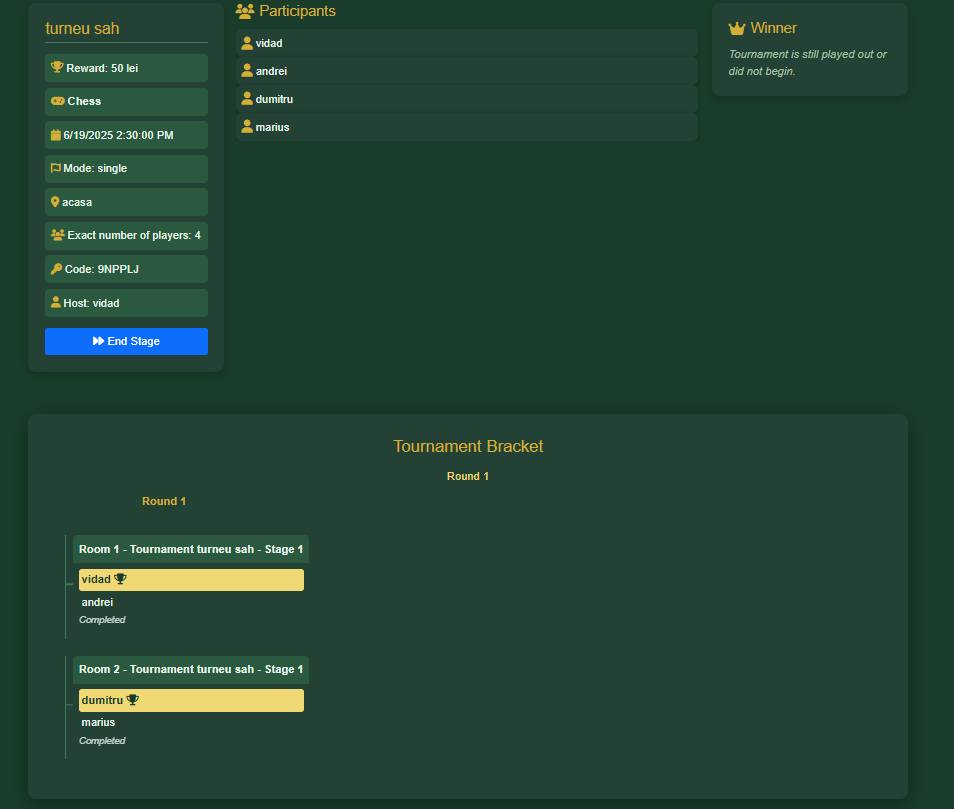 turneu sah
Reward: 50 lei
Chess
6/19/2025 2:30:00 PM
Mode: single
acasa
Exact number of players: 4
Code: 9NPPLJ
Host: vidad
End Stage
Participants
vidad
andrei
dumitru
marius
Winner
Tournament is still played out or
did not begin.
Tournament Bracket
Round 1
Round 1
Room 1 - Tournament turneu sah - Stage 1
vidad
andrei
Completed
Room 2 - Tournament turneu sah - Stage 1
dumitru
marius
Completed